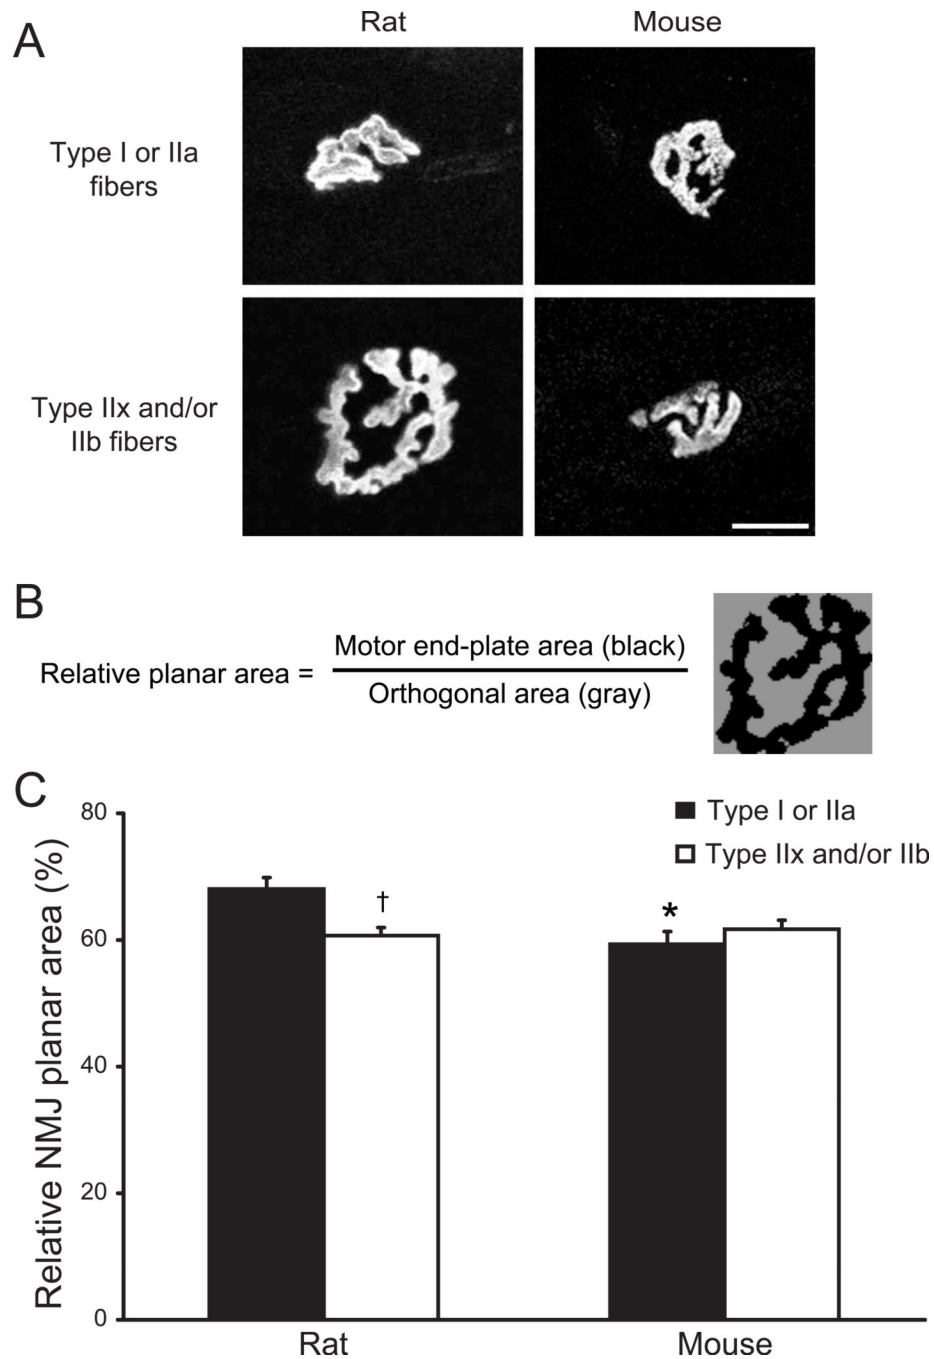 A
Rat
Mouse
Type I or IIa
fibers
Type IIx and/or
IIb fibers
B
Relative planar area =
Motor end-plate area (black)
Orthogonal area (gray)
C
Type I or IIa
Type IIx and/or IIb
Relative NMJ planar area (%)
80
60
40
20
0
†
*
Rat
Mouse